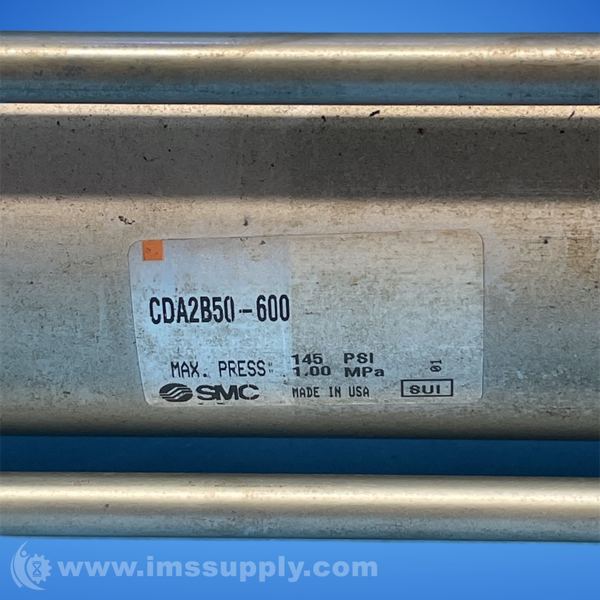 CDA2B50-600
MAX. PRESS. 145 PSI
1.00 MPa
01
SMC MADE IN USA SUI
www.imssupply.com